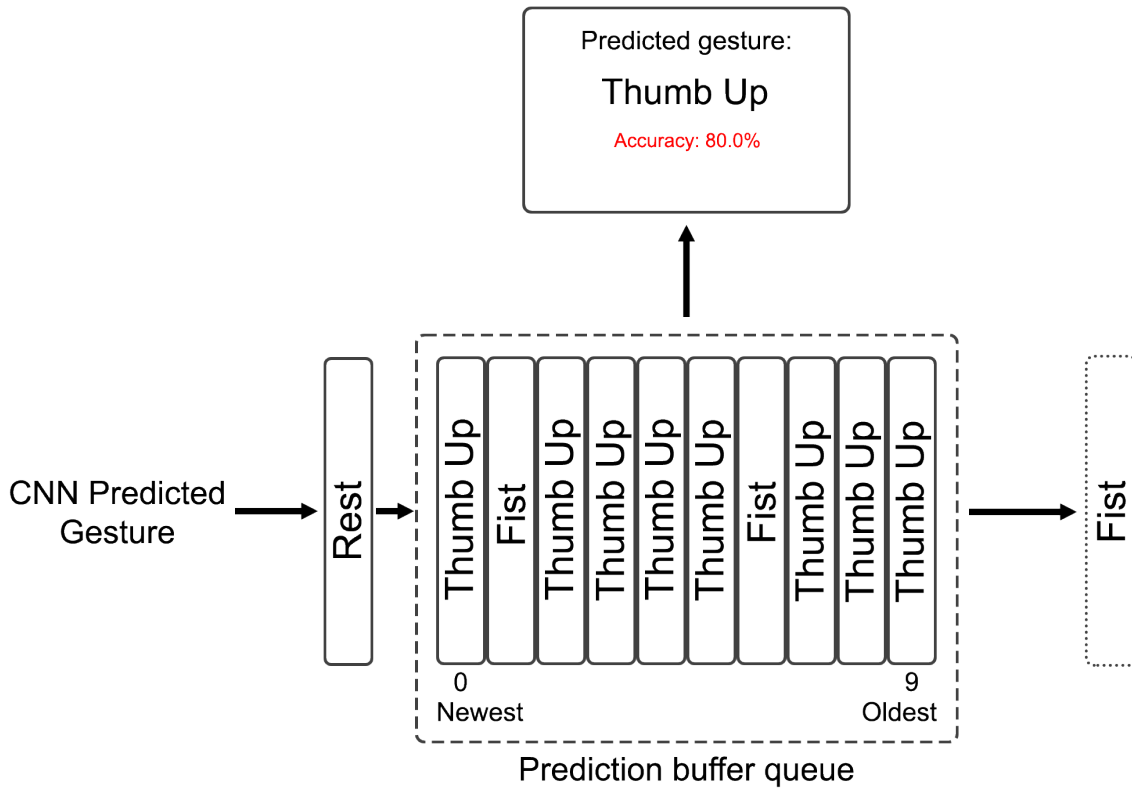 Predicted gesture:
Thumb Up
Accuracy: 80.0%
CNN Predicted
Gesture
Rest
Thumb Up
Fist
Thumb Up
Thumb Up
Thumb Up
Thumb Up
Fist
Thumb Up
Thumb Up
Thumb Up
Fist
0
Newest
9
Oldest
Prediction buffer queue